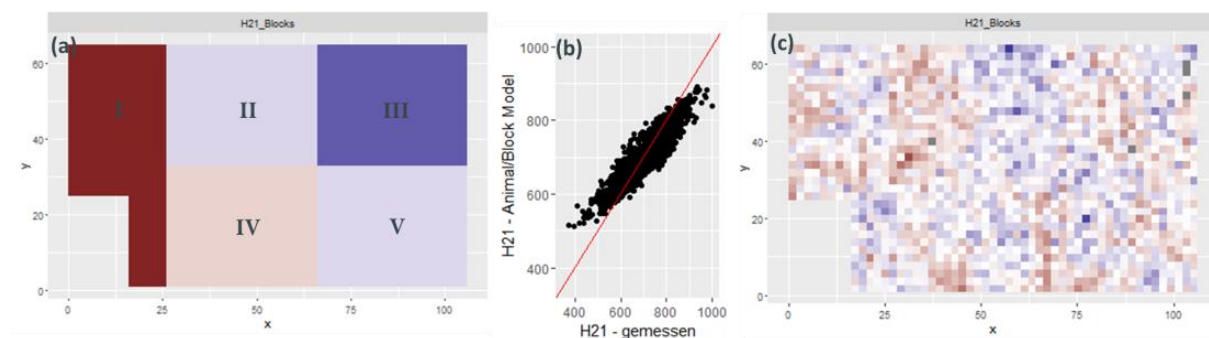 H21_Blocks
(a)
60
40
20
0
y
I
II
III
IV
V
0
25
50
75
100
x
(b)
1000
800
600
400
H21 - Animal/Block Model
400 600 800 1000
H21 - gemessen
H21_Blocks
(c)
60
40
20
0
y
0
25
50
75
100
x